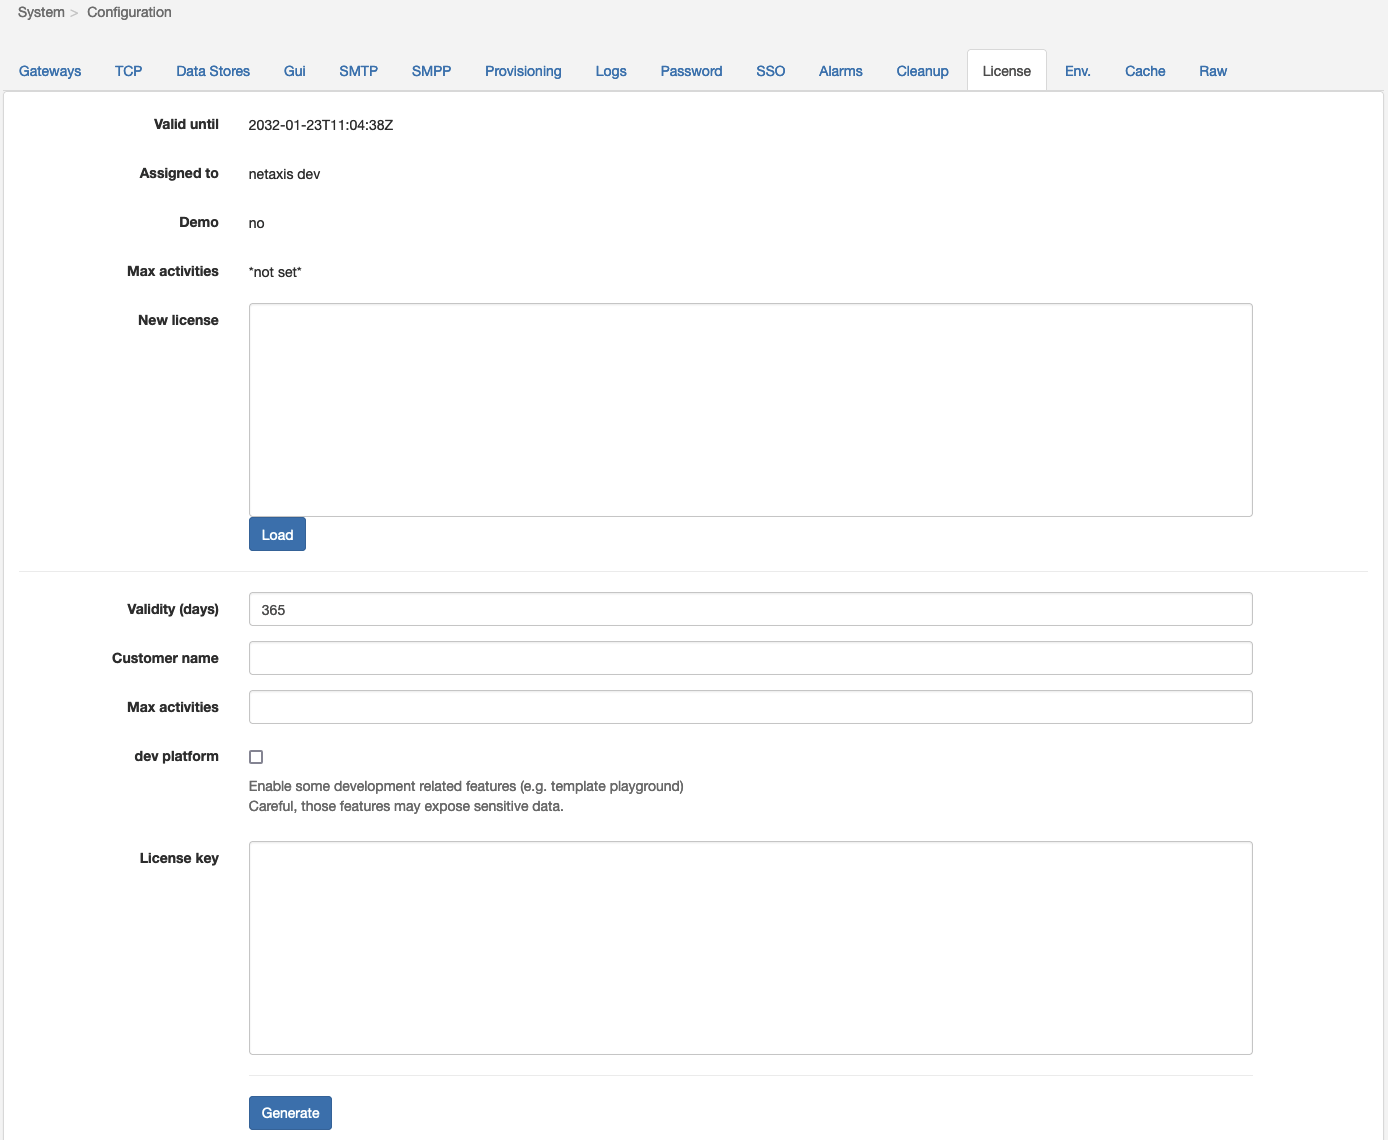 System > Configuration
Gateways TCP Data Stores Gui SMTP SMPP Provisioning Logs Password SSO Alarms Cleanup License Env. Cache Raw
Valid until 2032-01-23T11:04:38Z
Assigned to netaxis dev
Demo no
Max activities *not set*
New license
Load
Validity (days) 365
Customer name
Max activities
dev platform
Enable some development related features (e.g. template playground)
Careful, those features may expose sensitive data.
License key
Generate